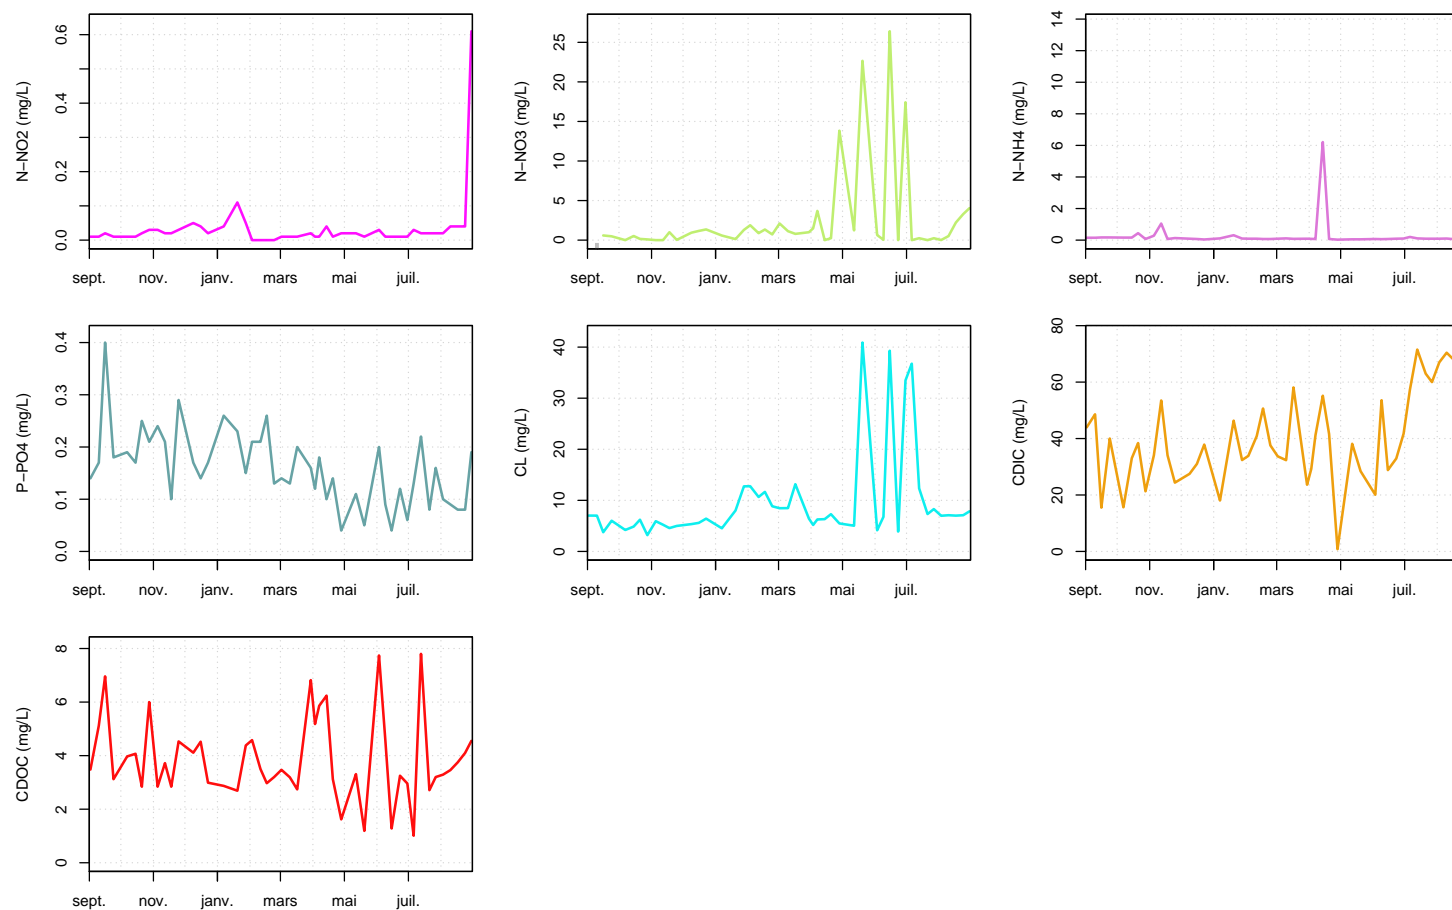 N−NO2 (mg/L)
0.0
0.2
0.4
0.6
sept. nov. janv. mars mai juil.
N−NO3 (mg/L)
0
5
10
15
20
25
sept. nov. janv. mars mai juil.
N−NH4 (mg/L)
0
2
4
6
8
10
12
14
sept. nov. janv. mars mai juil.
P−PO4 (mg/L)
0.0
0.1
0.2
0.3
0.4
sept. nov. janv. mars mai juil.
CL (mg/L)
0
10
20
30
40
sept. nov. janv. mars mai juil.
CDIC (mg/L)
0
20
40
60
80
sept. nov. janv. mars mai juil.
CDOC (mg/L)
0
2
4
6
8
sept. nov. janv. mars mai juil.